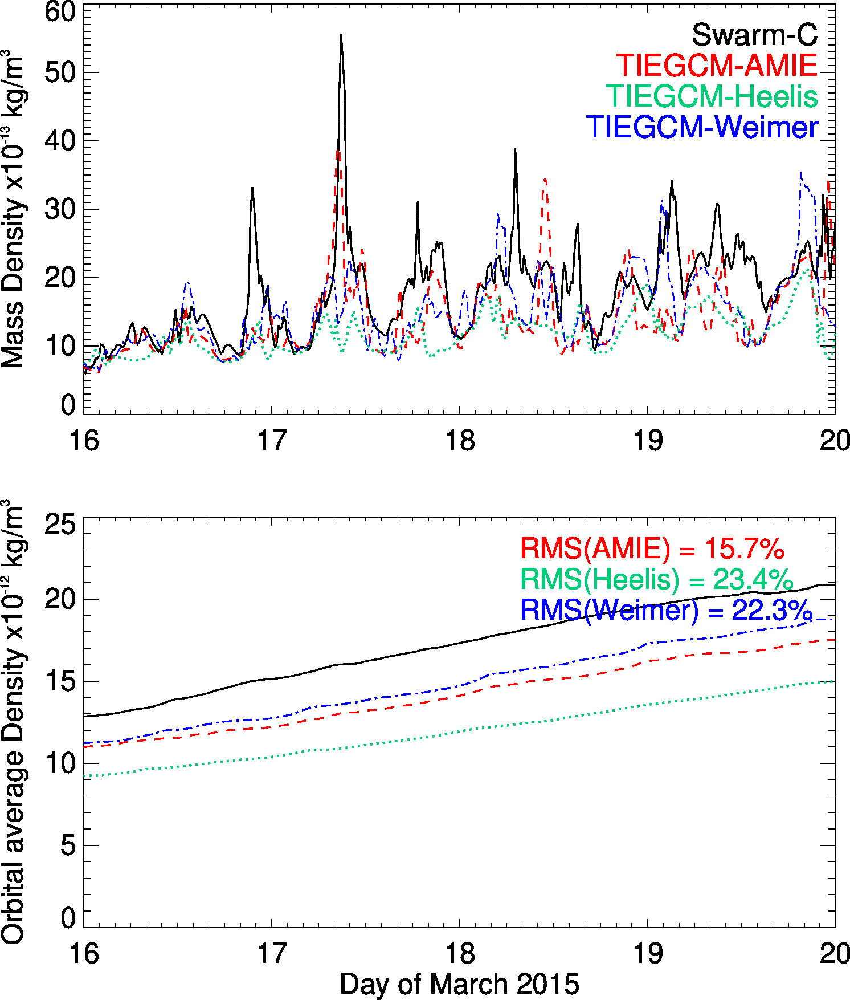 60
50
40
30
20
10
0
Mass Density x10⁻¹³ kg/m³
Swarm-C
TIEGCM-AMIE
TIEGCM-Heelis
TIEGCM-Weimer
16 17 18 19 20
25
20
15
10
5
0
Orbital average Density x10⁻¹² kg/m³
RMS(AMIE) = 15.7%
RMS(Heelis) = 23.4%
RMS(Weimer) = 22.3%
16 17 18 19 20
Day of March 2015